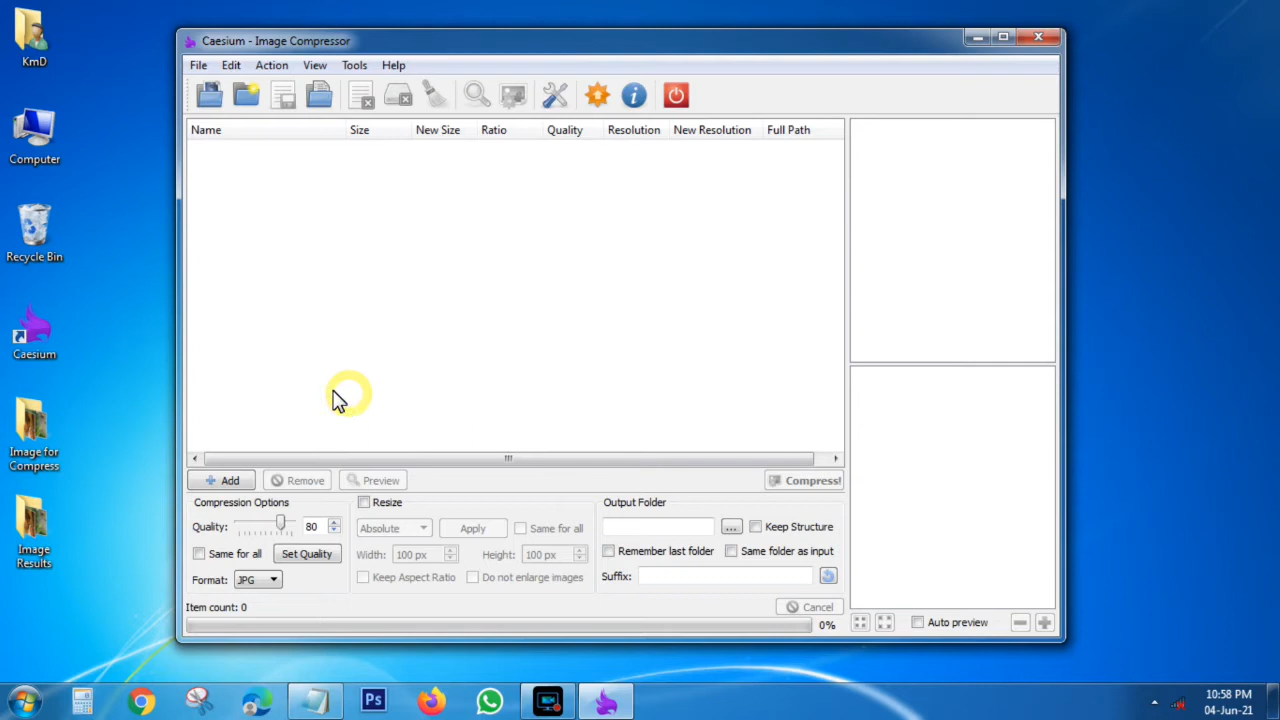 KmD
Computer
Recycle Bin
Caesium
Image for
Compress
Image
Results
Caesium - Image Compressor
File Edit Action View Tools Help
Name Size New Size Ratio Quality Resolution New Resolution Full Path
Add Remove Preview Compress!
Compression Options Resize Output Folder
Quality: 80 Absolute Apply Same for all ... Keep Structure
Same for all Set Quality Width: 100 px Height: 100 px Remember last folder Same folder as input
Format: JPG Keep Aspect Ratio Do not enlarge images Suffix:
Item count: 0 Cancel
0% Auto preview
Ps
10:58 PM
04-Jun-21